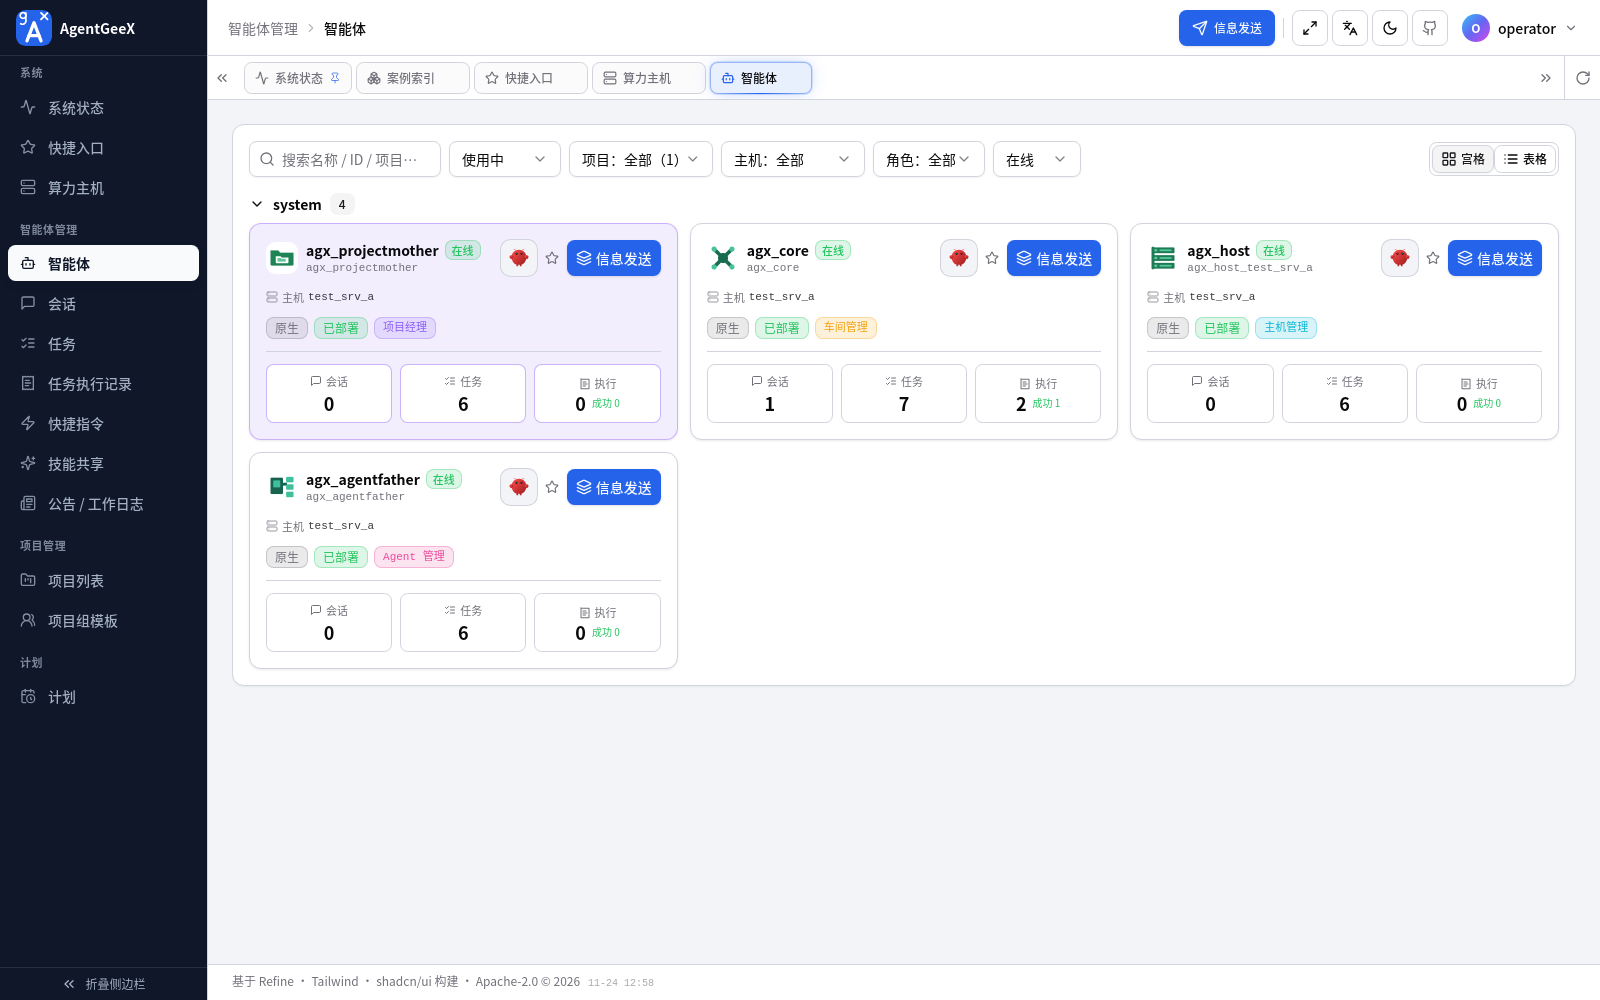 AgentGeeX
系统
系统状态
快捷入口
算力主机
智能体管理
智能体
会话
任务
任务执行记录
快捷指令
技能共享
公告 / 工作日志
项目管理
项目列表
项目组模板
计划
计划
折叠侧边栏
智能体管理
智能体
信息发送
O
operator
系统状态
案例索引
快捷入口
算力主机
智能体
搜索名称 / ID / 项目…
使用中
项目：全部（1）
主机：全部
角色：全部
在线
宫格
表格
system 4
agx_projectmother 在线
agx_projectmother
信息发送
主机 test_srv_a
原生 已部署 项目经理
会话
0
任务
6
执行
0 成功 0
agx_core 在线
agx_core
信息发送
主机 test_srv_a
原生 已部署 车间管理
会话
1
任务
7
执行
2 成功 1
agx_host 在线
agx_host_test_srv_a
信息发送
主机 test_srv_a
原生 已部署 主机管理
会话
0
任务
6
执行
0 成功 0
agx_agentfather 在线
agx_agentfather
信息发送
主机 test_srv_a
原生 已部署 Agent 管理
会话
0
任务
6
执行
0 成功 0
基于 Refine · Tailwind · shadcn/ui 构建 · Apache-2.0 © 2026 11-24 12:58